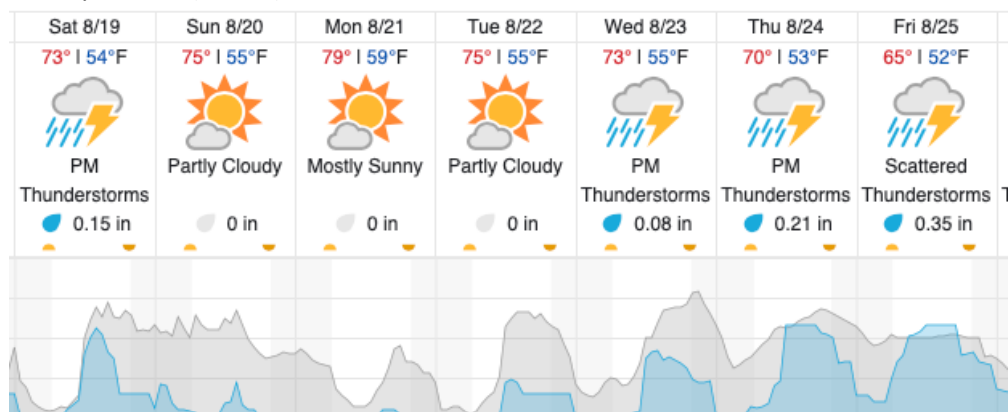 Sat 8/19 Sun 8/20 Mon 8/21 Tue 8/22 Wed 8/23 Thu 8/24 Fri 8/25
73° | 54°F 75° | 55°F 79° | 59°F 75° | 55°F 73° | 55°F 70° | 53°F 65° | 52°F
PM Partly Cloudy Mostly Sunny Partly Cloudy PM PM Scattered
Thunderstorms Thunderstorms Thunderstorms Thunderstorms
0.15 in 0 in 0 in 0 in 0.08 in 0.21 in 0.35 in